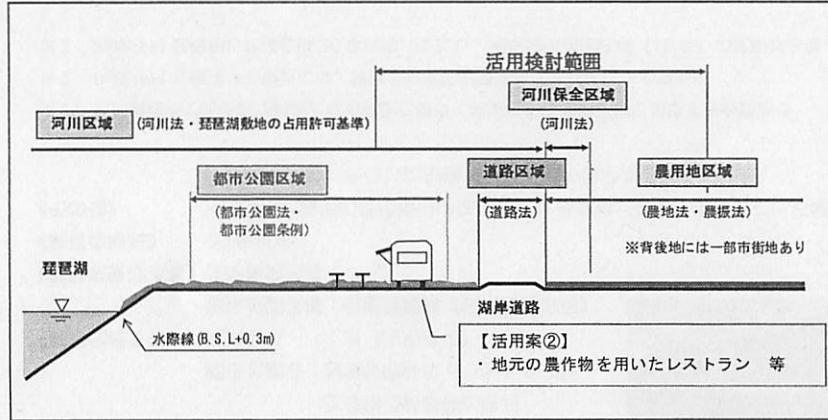 活用検討範囲
河川保全区域
河川区域 (河川法・琵琶湖敷地の占用許可基準)
(河川法)
都市公園区域
道路区域
農用地区域
(都市公園法・
都市公園条例)
(道路法)
(農地法・農振法)
※背後地には一部市街地あり
琵琶湖
湖岸道路
水際線(B.S.L+0.3m)
【活用案②】
地元の農作物を用いたレストラン 等